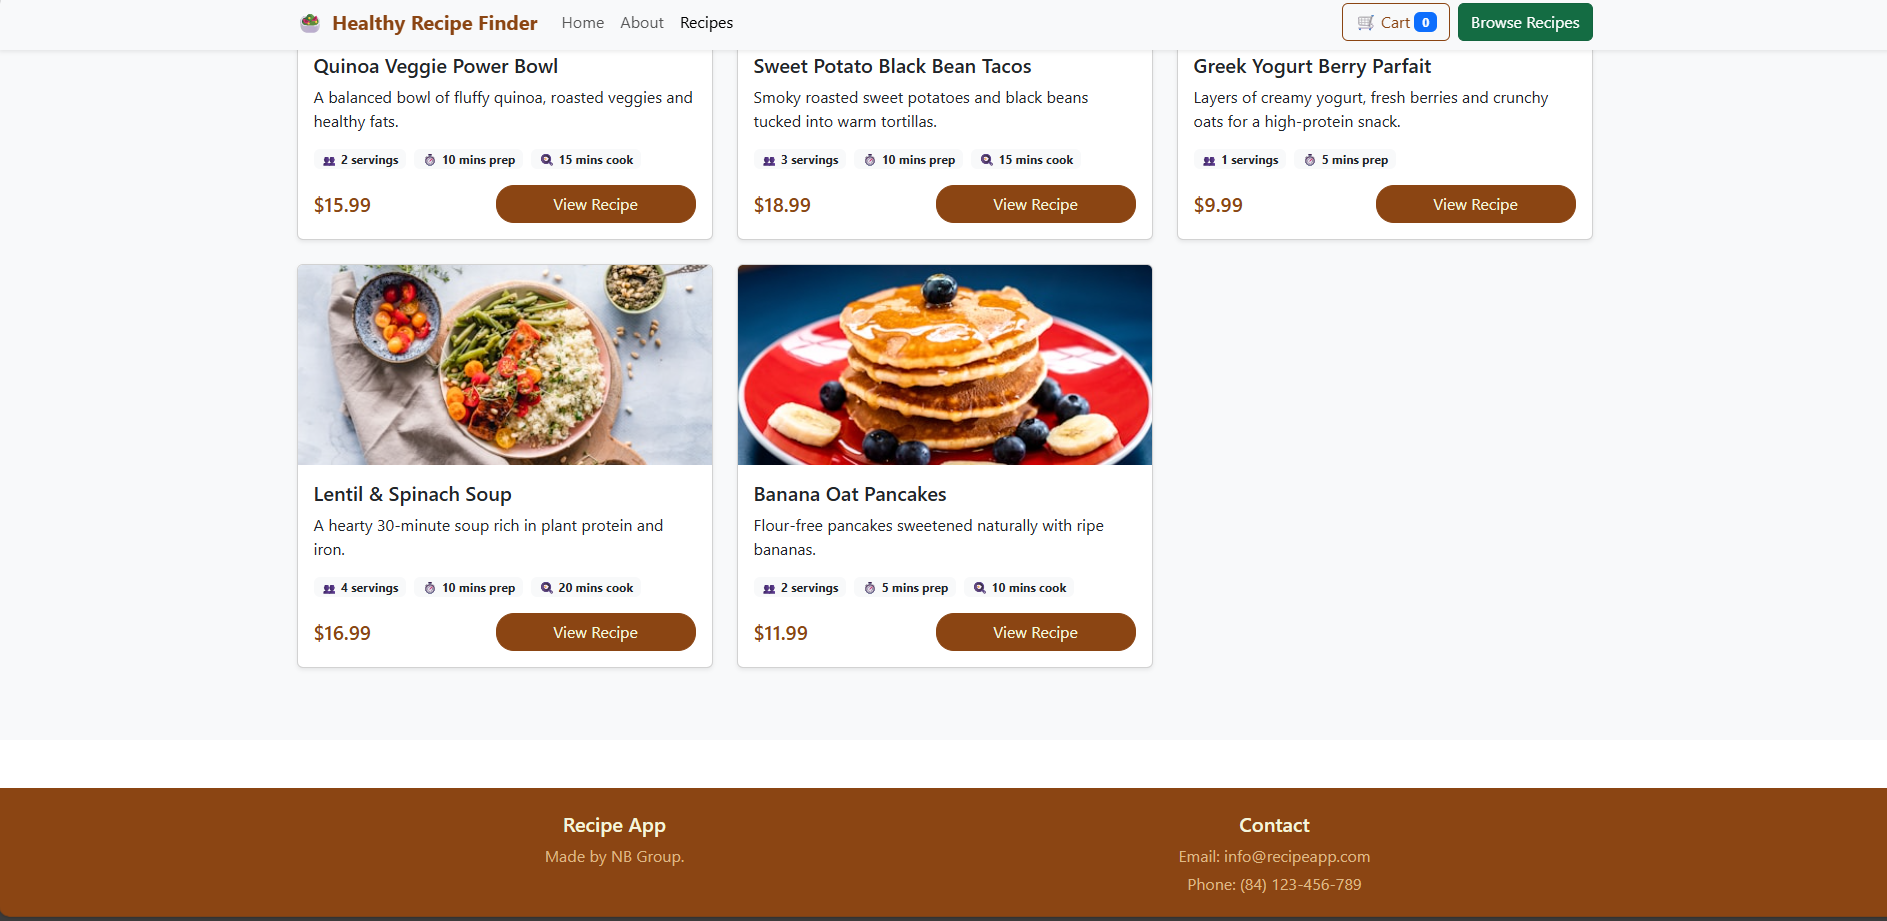 Healthy Recipe Finder Home About Recipes Cart 0 Browse Recipes
Quinoa Veggie Power Bowl
A balanced bowl of fluffy quinoa, roasted veggies and
healthy fats.
2 servings 10 mins prep 15 mins cook
$15.99 View Recipe
Sweet Potato Black Bean Tacos
Smoky roasted sweet potatoes and black beans
tucked into warm tortillas.
3 servings 10 mins prep 15 mins cook
$18.99 View Recipe
Greek Yogurt Berry Parfait
Layers of creamy yogurt, fresh berries and crunchy
oats for a high-protein snack.
1 servings 5 mins prep
$9.99 View Recipe
Lentil & Spinach Soup
A hearty 30-minute soup rich in plant protein and
iron.
4 servings 10 mins prep 20 mins cook
$16.99 View Recipe
Banana Oat Pancakes
Flour-free pancakes sweetened naturally with ripe
bananas.
2 servings 5 mins prep 10 mins cook
$11.99 View Recipe
Recipe App
Made by NB Group.
Contact
Email: info@recipeapp.com
Phone: (84) 123-456-789